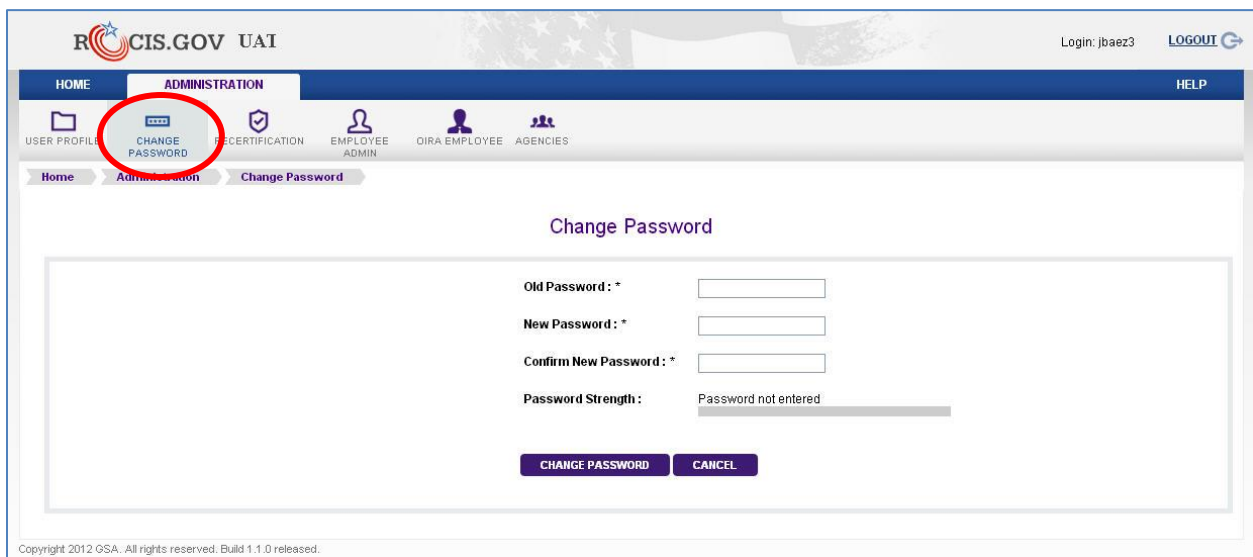 ROCIS.GOV UAI
Login: jbaez3 LOGOUT
HOME ADMINISTRATION HELP
USER PROFILE CHANGE PASSWORD RECERTIFICATION EMPLOYEE ADMIN OIRA EMPLOYEE AGENCIES
Home Administration Change Password
Change Password
Old Password : *
New Password : *
Confirm New Password : *
Password Strength : Password not entered
CHANGE PASSWORD CANCEL
Copyright 2012 GSA. All rights reserved. Build 1.1.0 released.